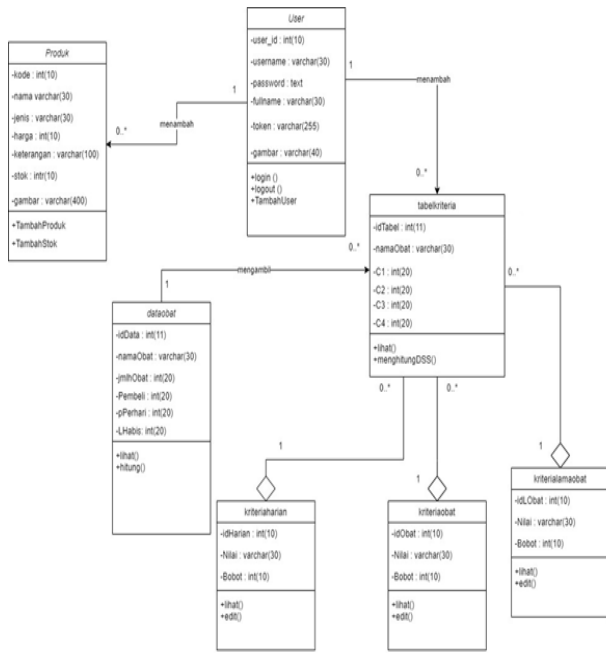 Produk
-kode : int(10)
-nama varchar(30)
-jenis : varchar(30)
-harga : int(10)
-keterangan : varchar(100)
-stok : intr(10)
-gambar : varchar(400)
+TambahProduk
+TambahStok
User
-user_id : int(10)
-username : varchar(30)
-password : text
-fullname : varchar(30)
-token : varchar(255)
-gambar : varchar(40)
+login ()
+logout ()
+TambahUser
1
menambah
0..*
1
menambah
0..*
tabelkriteria
-idTabel : int(11)
-namaObat : varchar(30)
-C1 : int(20)
-C2 : int(20)
-C3 : int(20)
-C4 : int(20)
+lihat()
+menghitungDSS()
0..*
mengambil
1
dataobat
-idData : int(11)
-namaObat : varchar(30)
-jmlhObat : int(20)
-Pembeli : int(20)
-pPerhari : int(20)
-LHabis : int(20)
+lihat()
+hitung()
0..*
0..*
0..*
1
1
1
kriteriaharian
-idHarian : int(10)
-Nilai : varchar(30)
-Bobot : int(10)
+lihat()
+edit()
kriteriaobat
-idObat : int(10)
-Nilai : varchar(30)
-Bobot : int(10)
+lihat()
+edit()
kriterialamaobat
-IdLObat : int(10)
-Nilai : varchar(30)
-Bobot : int(10)
+lihat()
+edit()